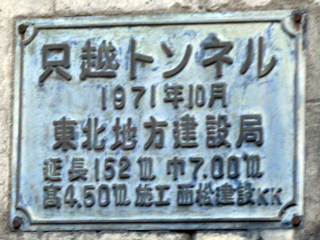 只越トンネル
1971年10月
東北地方建設局
延長152m 巾7.00m
高4.50m 施工 西松建設KK